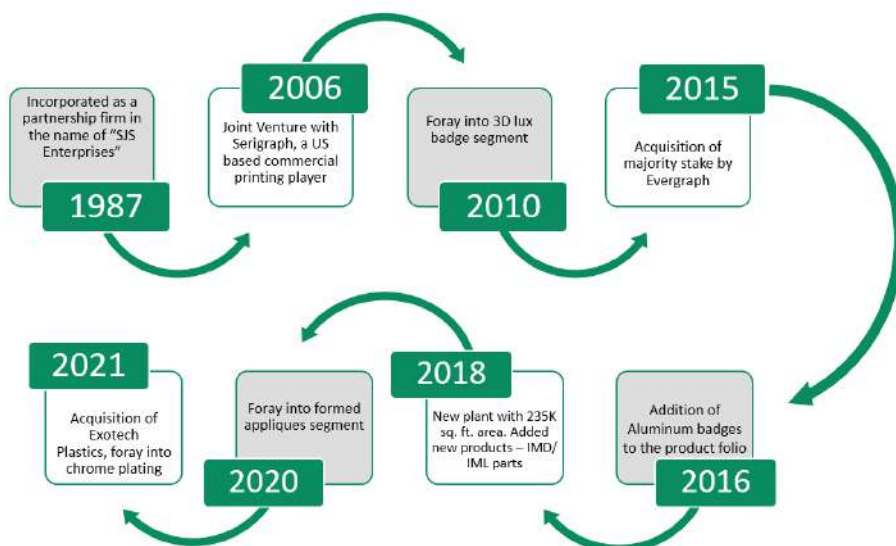 Incorporated as a
partnership firm in
the name of “SJS
Enterprises”
1987
2006
Joint Venture with
Serigraph, a US
based commercial
printing player
Foray into 3D lux
badge segment
2010
2015
Acquisition of
majority stake by
Evergraph
Addition of
Aluminum badges
to the product folio
2016
2018
New plant with 235K
sq. ft. area. Added
new products – IMD/
IML parts
Foray into formed
appliques segment
2020
2021
Acquisition of
Exotech
Plastics, foray into
chrome plating